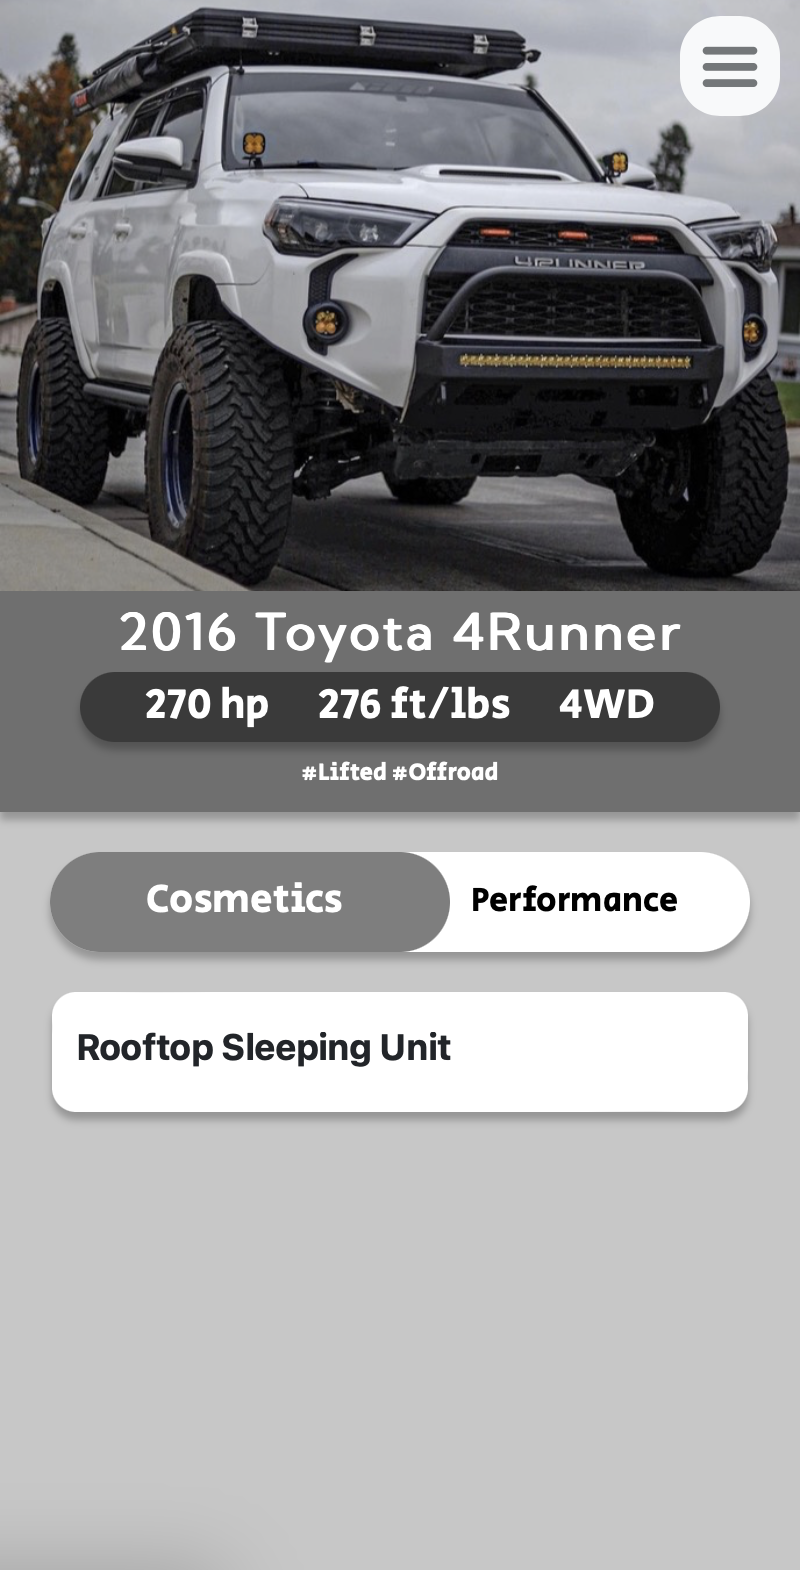 4RUNNER
2016 Toyota 4Runner
270 hp 276 ft/lbs 4WD
#Lifted #Offroad
Cosmetics Performance
Rooftop Sleeping Unit